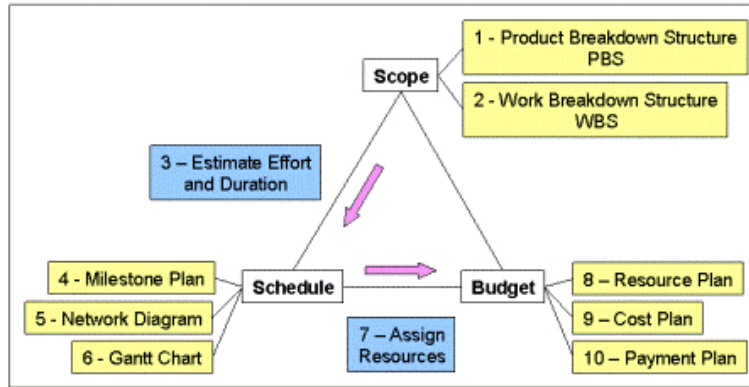 1 - Product Breakdown Structure
PBS
Scope
2 - Work Breakdown Structure
WBS
3 – Estimate Effort
and Duration
4 - Milestone Plan
5 - Network Diagram
6 - Gantt Chart
Schedule
Budget
7 – Assign
Resources
8 – Resource Plan
9 – Cost Plan
10 – Payment Plan